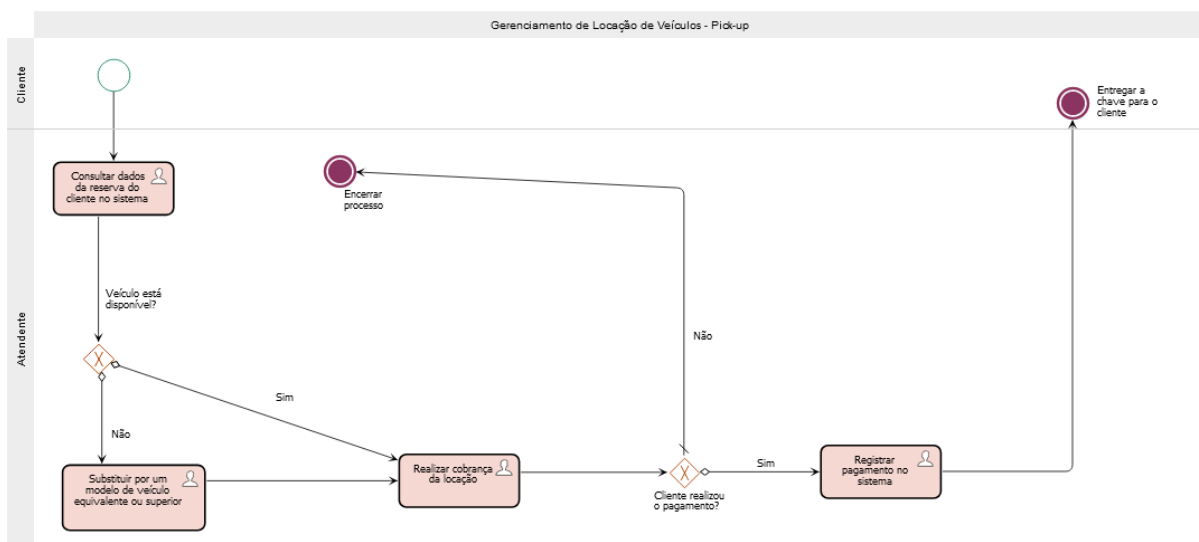 Gerenciamento de Locação de Veículos - Pick-up
Cliente
Entregar a
chave para o
cliente
Atendente
Consultar dados
da reserva do
cliente no sistema
Encerrar
processo
Veículo está
disponível?
Não
Sim
Não
Substituir por um
modelo de veículo
equivalente ou superior
Realizar cobrança
da locação
Cliente realizou
o pagamento?
Sim
Registrar
pagamento no
sistema